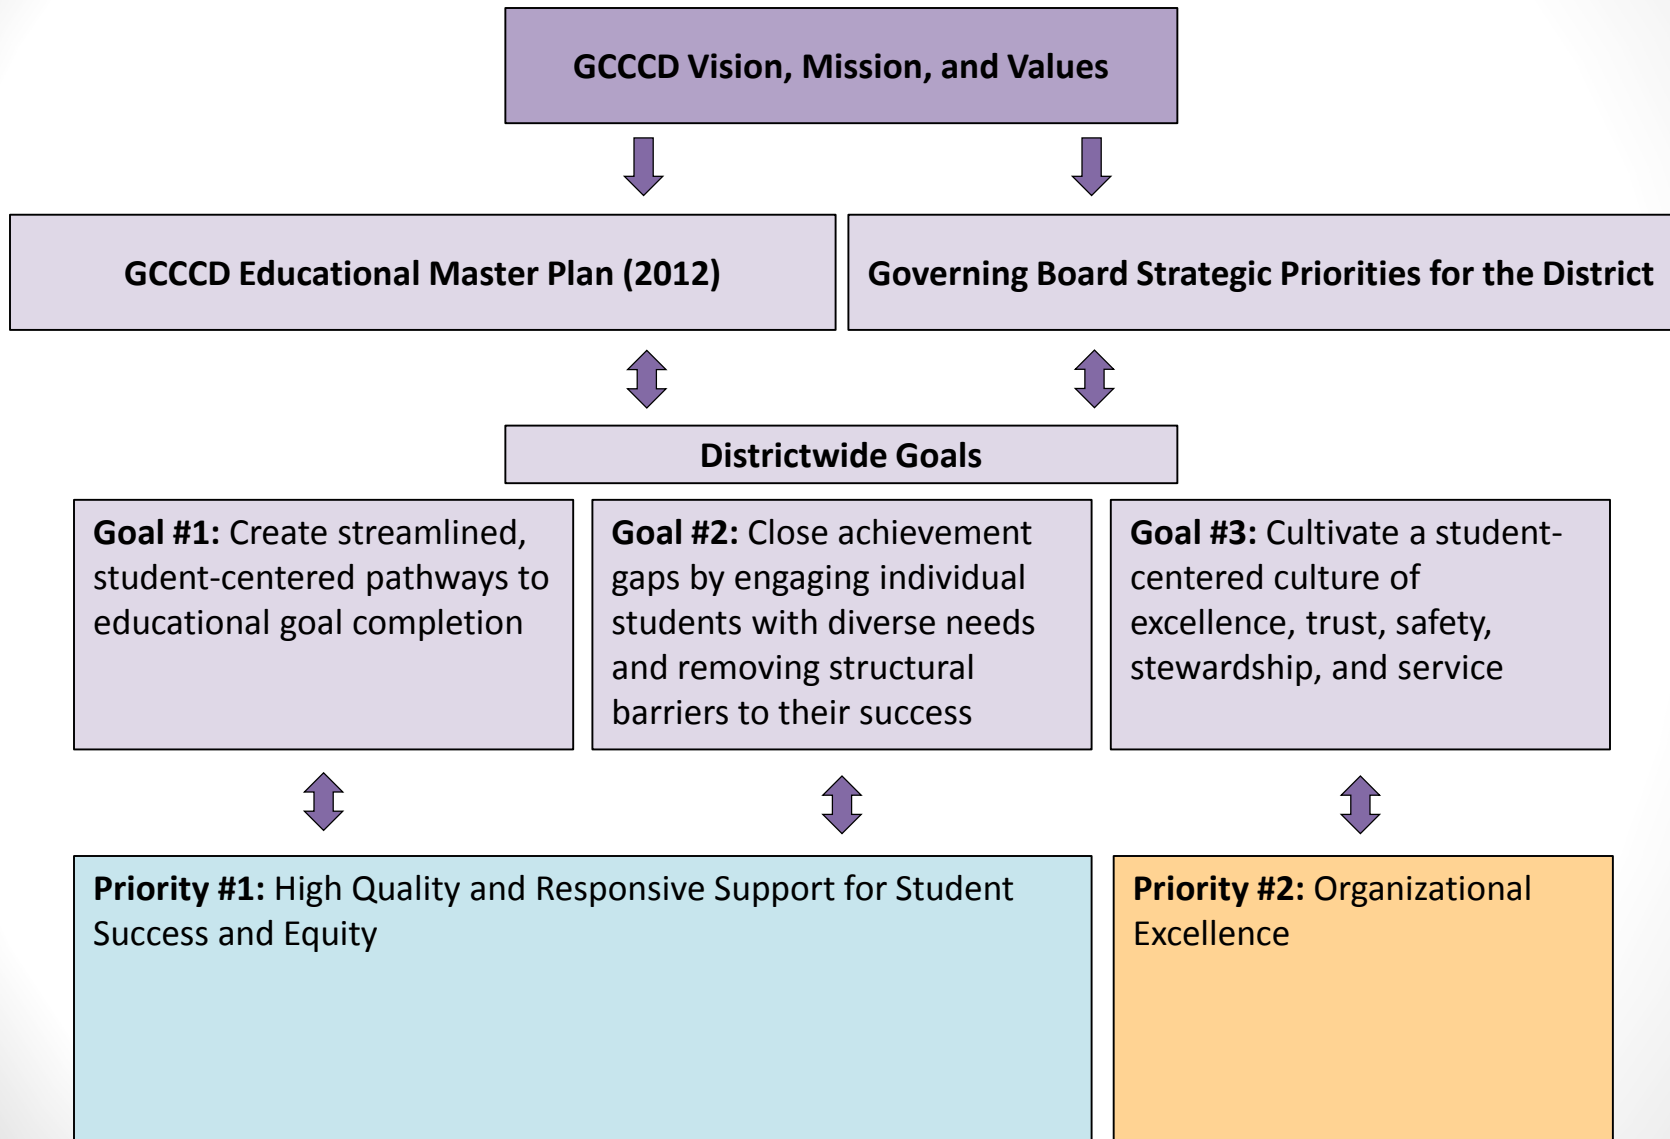 GCCCD Vision, Mission, and Values
GCCCD Educational Master Plan (2012)
Governing Board Strategic Priorities for the District
Districtwide Goals
Goal #1: Create streamlined,
student-centered pathways to
educational goal completion
Goal #2: Close achievement
gaps by engaging individual
students with diverse needs
and removing structural
barriers to their success
Goal #3: Cultivate a student-
centered culture of
excellence, trust, safety,
stewardship, and service
Priority #1: High Quality and Responsive Support for Student
Success and Equity
Priority #2: Organizational
Excellence